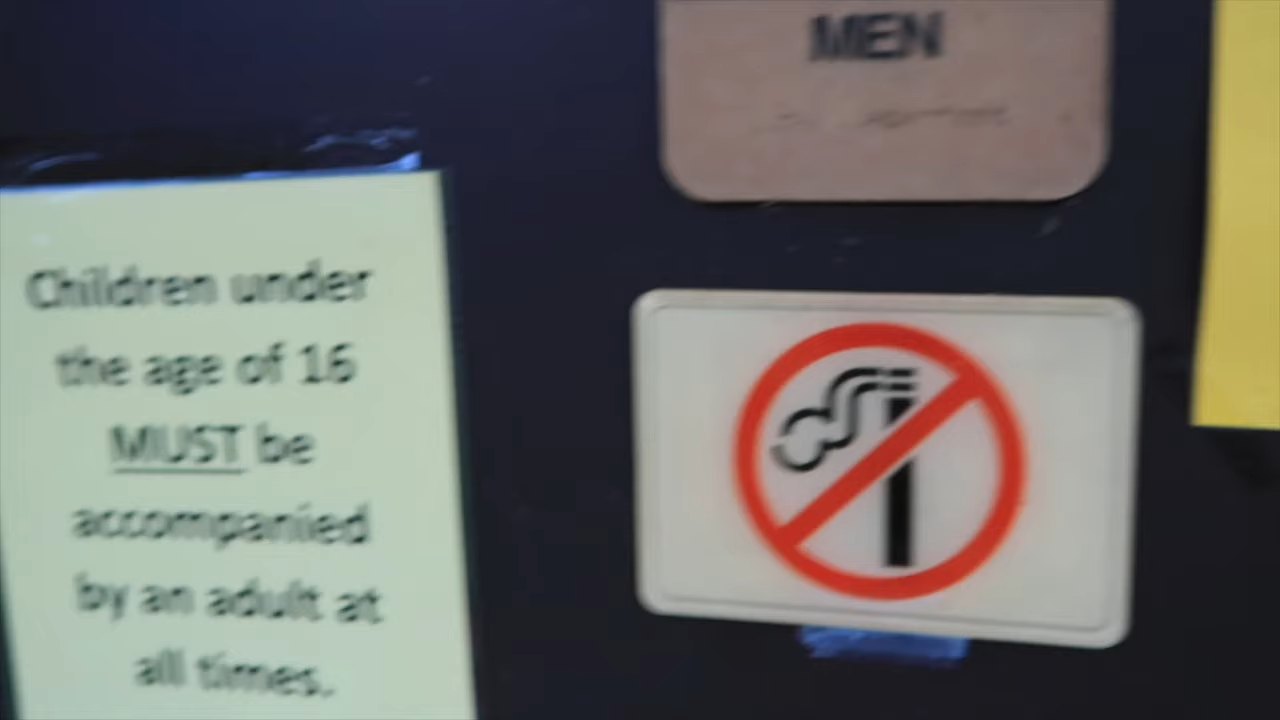 MEN
Children under
the age of 16
MUST be
accompanied
by an adult at
all times.